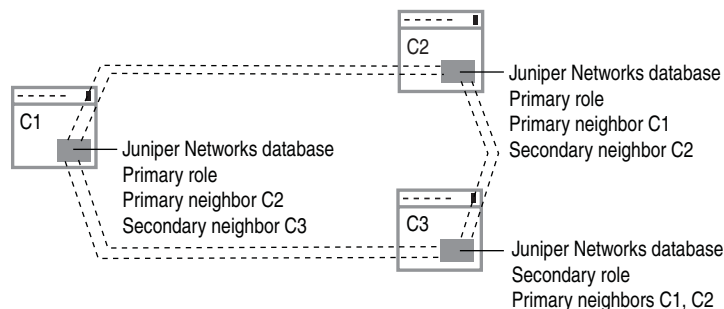 C2
Juniper Networks database
Primary role
Primary neighbor C1
Secondary neighbor C2
C1
Juniper Networks database
Primary role
Primary neighbor C2
Secondary neighbor C3
C3
Juniper Networks database
Secondary role
Primary neighbors C1, C2